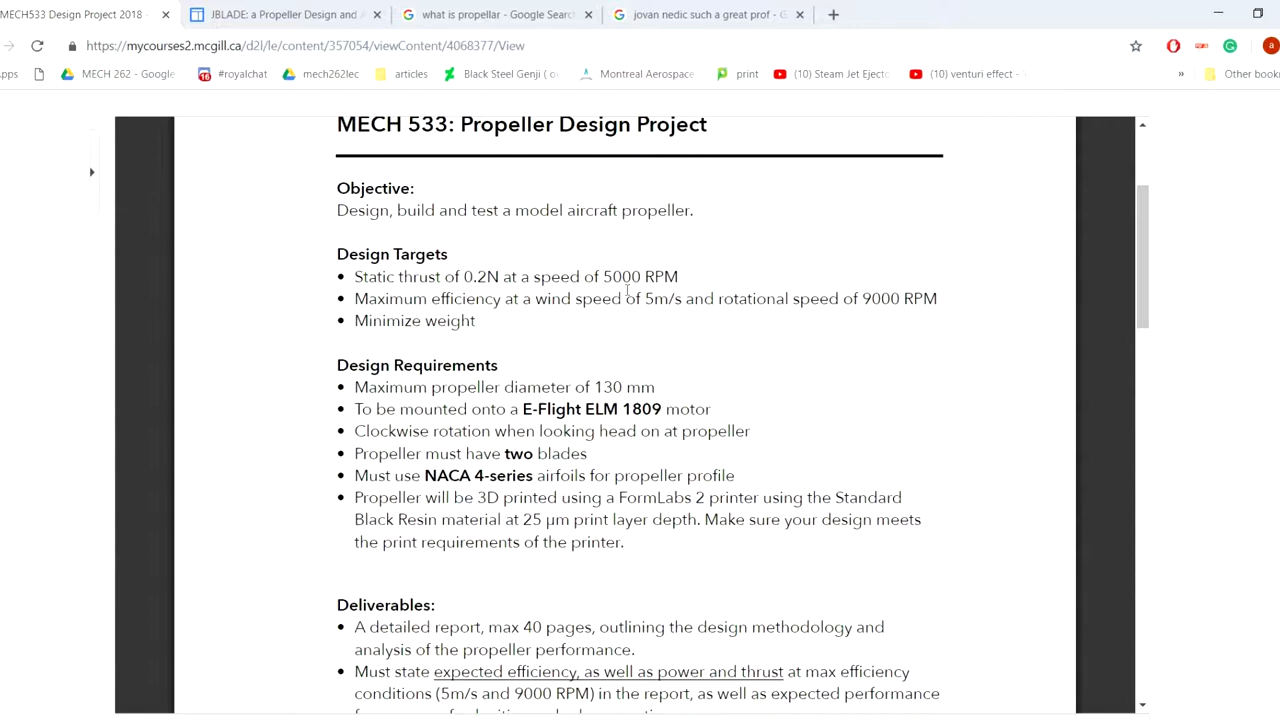 MECH533 Design Project 2018 -
JBLADE: a Propeller Design and A
what is propellar - Google Search
jovan nedic such a great prof - G
https://mycourses2.mcgill.ca/d2l/le/content/357054/viewContent/4068377/View
a
pps
MECH 262 - Google
16
#royalchat
mech262lec
articles
Black Steel Genji ( o
Montreal Aerospace
print
(10) Steam Jet Ejecto
(10) venturi effect -
»
Other book
MECH 533: Propeller Design Project
Objective:
Design, build and test a model aircraft propeller.
Design Targets
• Static thrust of 0.2N at a speed of 5000 RPM
• Maximum efficiency at a wind speed of 5m/s and rotational speed of 9000 RPM
• Minimize weight
Design Requirements
• Maximum propeller diameter of 130 mm
• To be mounted onto a E-Flight ELM 1809 motor
• Clockwise rotation when looking head on at propeller
• Propeller must have two blades
• Must use NACA 4-series airfoils for propeller profile
• Propeller will be 3D printed using a FormLabs 2 printer using the Standard
Black Resin material at 25 µm print layer depth. Make sure your design meets
the print requirements of the printer.
Deliverables:
• A detailed report, max 40 pages, outlining the design methodology and
analysis of the propeller performance.
• Must state expected efficiency, as well as power and thrust at max efficiency
conditions (5m/s and 9000 RPM) in the report, as well as expected performance